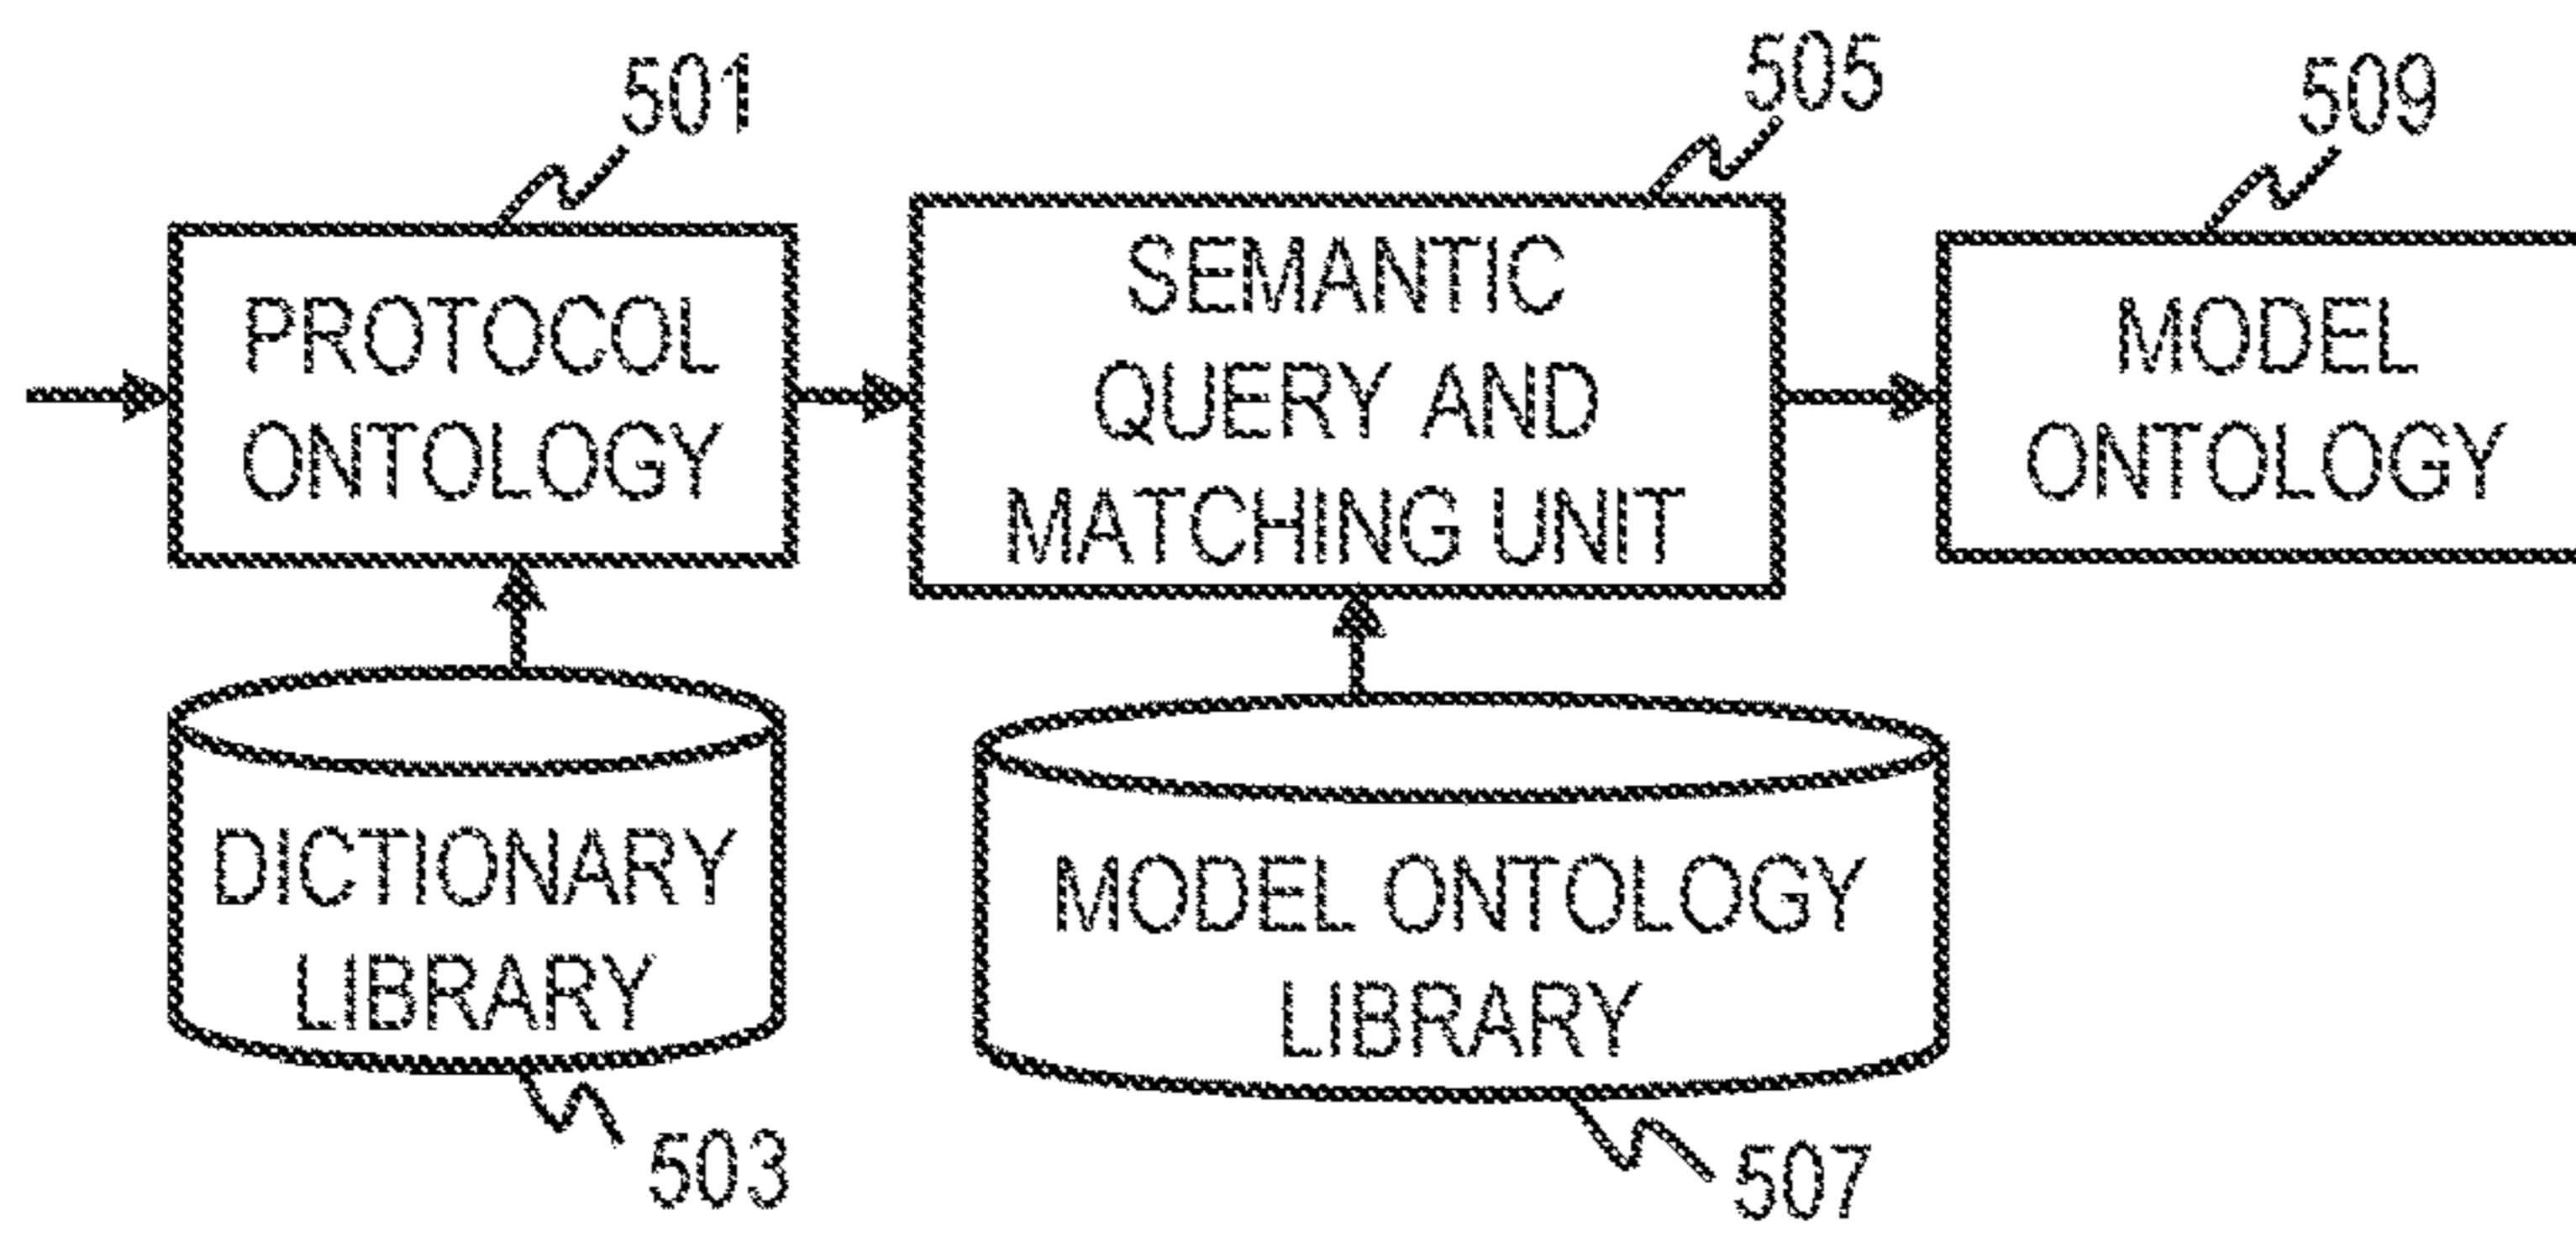 501
505
509
PROTOCOL
ONTOLOGY
SEMANTIC
QUERY AND
MATCHING UNIT
MODEL
ONTOLOGY
DICTIONARY
LIBRARY
MODEL ONTOLOGY
LIBRARY
503
507